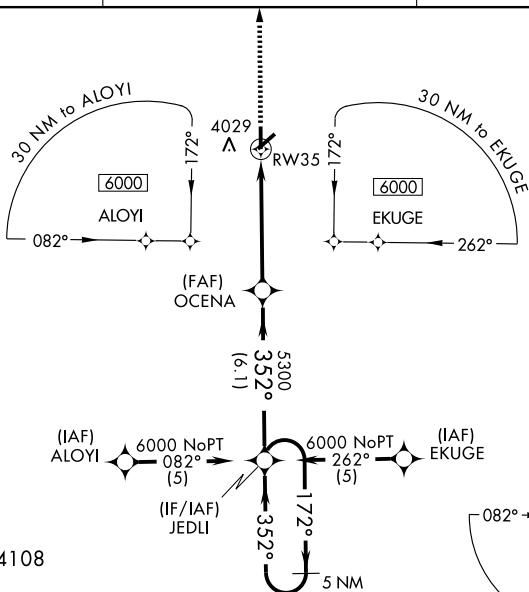 30 NM to ALOYI
172°
6000
ALOYI
082°
4029
RW35
30 NM to EKUGE
172°
6000
EKUGE
262°
(FAF)
OCENA
5300
352°
(6.1)
(IAF)
ALOYI
6000 NoPT
082°
(5)
6000 NoPT
262°
(5)
(IAF)
EKUGE
(IF/IAF)
JEDLI
352°
172°
5 NM
082°
4108